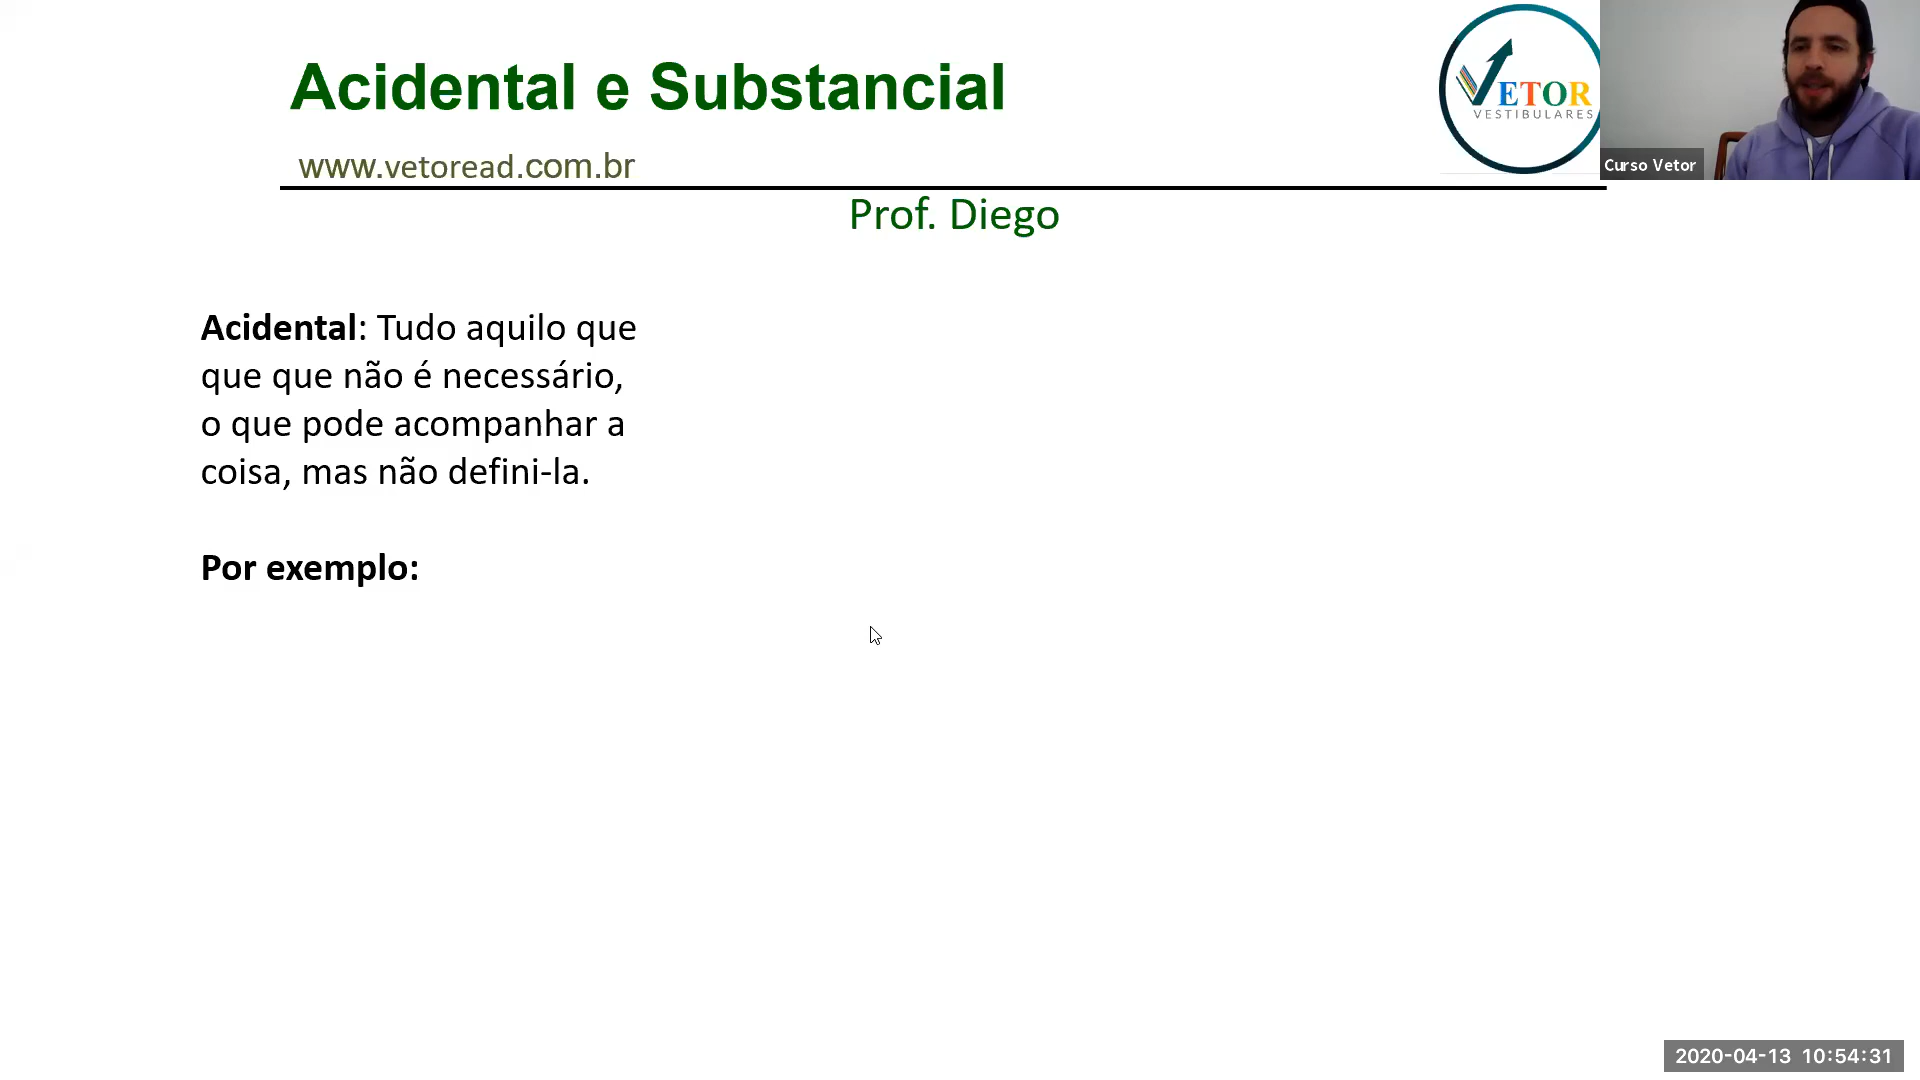 Acidental e Substancial
VETOR
VESTIBULARES
www.vetoread.com.br
Curso Vetor
Prof. Diego
Acidental: Tudo aquilo que
que que não é necessário,
o que pode acompanhar a
coisa, mas não defini-la.
Por exemplo:
2020-04-13 10:54:31